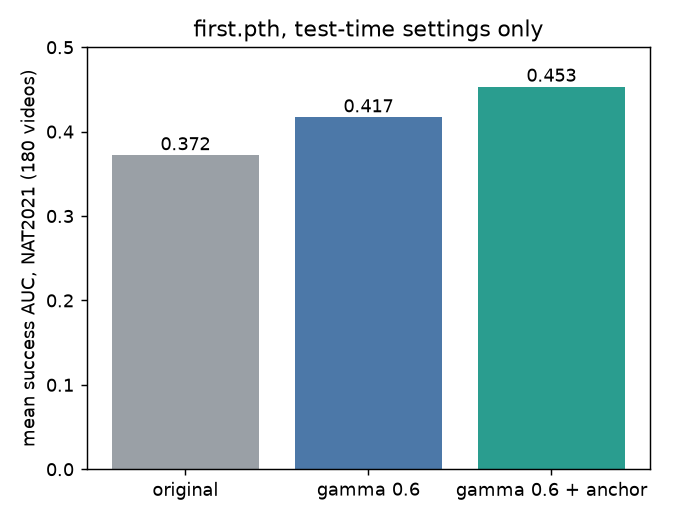 first.pth, test-time settings only
mean success AUC, NAT2021 (180 videos)
0.5
0.4
0.3
0.2
0.1
0.0
0.372
0.417
0.453
original
gamma 0.6
gamma 0.6 + anchor